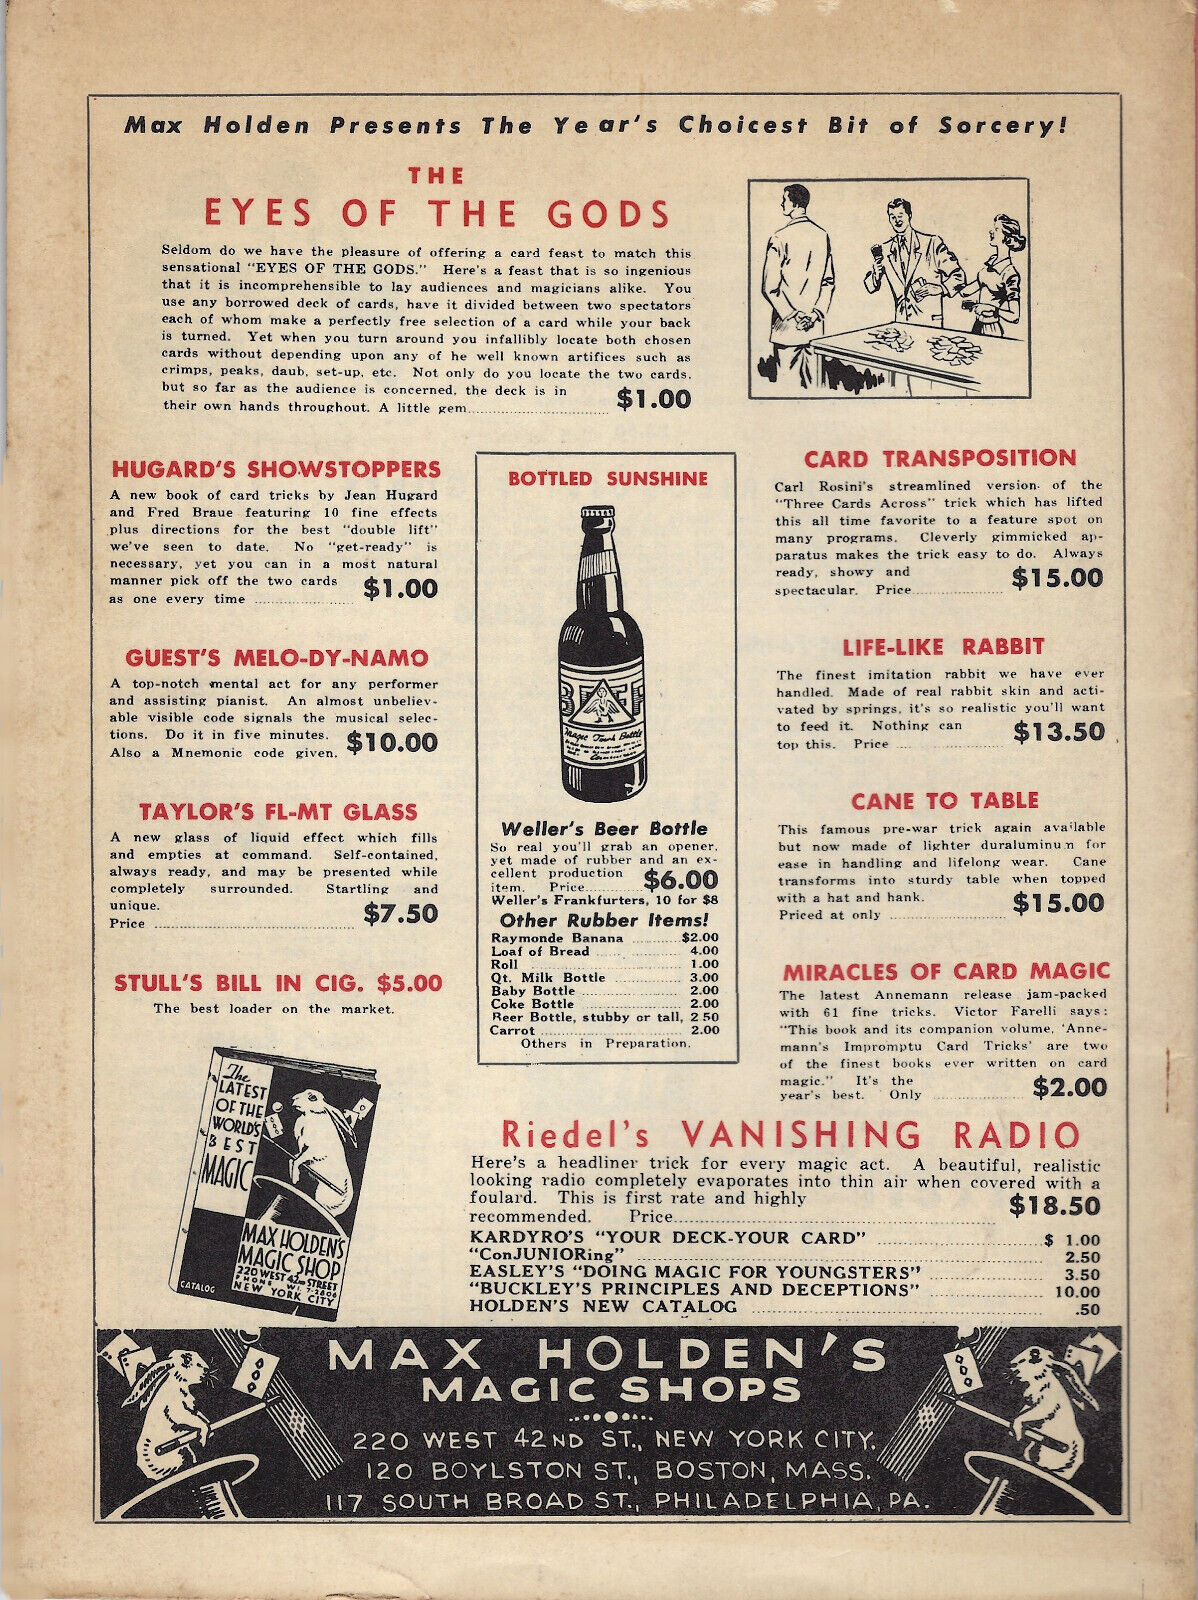 Max Holden Presents The Year's Choicest Bit of Sorcery!
THE
EYES OF THE GODS
Seldom do we have the pleasure of offering a card feast to match this
sensational "EYES OF THE GODS." Here's a feast that is so ingenious
that it is incomprehensible to lay audiences and magicians alike. You
use any borrowed deck of cards, have it divided between two spectators
each of whom make a perfectly free selection of a card while your back
is turned. Yet when you turn around you infallibly locate both chosen
cards without depending upon any of he well known artifices such as
crimps, peaks, daub, set-up, etc. Not only do you locate the two cards,
but so far as the audience is concerned, the deck is in
their own hands throughout. A little gem.............................. $1.00
HUGARD'S SHOWSTOPPERS
A new book of card tricks by Jean Hugard
and Fred Braue featuring 10 fine effects
plus directions for the best "double lift"
we've seen to date. No "get-ready" is
necessary, yet you can in a most natural
manner pick off the two cards
as one every time ..................... $1.00
GUEST'S MELO-DY-NAMO
A top-notch mental act for any performer
and assisting pianist. An almost unbeliev-
able visible code signals the musical selec-
tions. Do it in five minutes.
Also a Mnemonic code given. $10.00
TAYLOR'S FL-MT GLASS
A new glass of liquid effect which fills
and empties at command. Self-contained,
always ready, and may be presented while
completely surrounded. Startling and
unique.
Price .......................................... $7.50
STULL'S BILL IN CIG. $5.00
The best loader on the market.
The
LATEST
OF THE
WORLD'S
BEST
MAGIC
MAX HOLDEN'S
MAGIC SHOP
220 WEST 42ND STREET
PHONE WI 7-2606
NEW YORK CITY
CATALOG
BOTTLED SUNSHINE
BEER
Magic Trick Bottle
Weller's Beer Bottle
So real you'll grab an opener,
yet made of rubber and an ex-
cellent production
item. Price............ $6.00
Weller's Frankfurters, 10 for $8
Other Rubber Items!
Raymonde Banana ............$2.00
Loaf of Bread .................... 4.00
Roll ..................................... 1.00
Qt. Milk Bottle ................. 3.00
Baby Bottle ....................... 2.00
Coke Bottle ....................... 2.00
Beer Bottle, stubby or tall, 2 50
Carrot ................................ 2.00
Others in Preparation.
CARD TRANSPOSITION
Carl Rosini's streamlined version of the
"Three Cards Across" trick which has lifted
this all time favorite to a feature spot on
many programs. Cleverly gimmicked ap-
paratus makes the trick easy to do. Always
ready, showy and
spectacular. Price................... $15.00
LIFE-LIKE RABBIT
The finest imitation rabbit we have ever
handled. Made of real rabbit skin and acti-
vated by springs, it's so realistic you'll want
to feed it. Nothing can
top this. Price ....................... $13.50
CANE TO TABLE
This famous pre-war trick again available
but now made of lighter duraluminum for
ease in handling and lifelong wear. Cane
transforms into sturdy table when topped
with a hat and hank.
Priced at only ........................ $15.00
MIRACLES OF CARD MAGIC
The latest Annemann release jam-packed
with 61 fine tricks. Victor Farelli says:
"This book and its companion volume, 'Anne-
mann's Impromptu Card Tricks' are two
of the finest books ever written on card
magic." It's the
year's best. Only .................... $2.00
Riedel's VANISHING RADIO
Here's a headliner trick for every magic act. A beautiful, realistic
looking radio completely evaporates into thin air when covered with a
foulard. This is first rate and highly
recommended. Price.................................................... $18.50
KARDYRO'S "YOUR DECK-YOUR CARD" ........................ $ 1.00
"ConJUNIORing" .............................................................. 2.50
EASLEY'S "DOING MAGIC FOR YOUNGSTERS" ............... 3.50
"BUCKLEY'S PRINCIPLES AND DECEPTIONS" ................ 10.00
HOLDEN'S NEW CATALOG ............................................ .50
MAX HOLDEN'S
MAGIC SHOPS
220 WEST 42ND ST., NEW YORK CITY.
120 BOYLSTON ST., BOSTON, MASS.
117 SOUTH BROAD ST., PHILADELPHIA, PA.